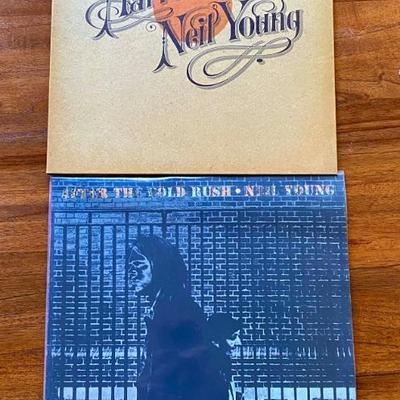 Neil Young
AFTER THE GOLD RUSH • NEIL YOUNG